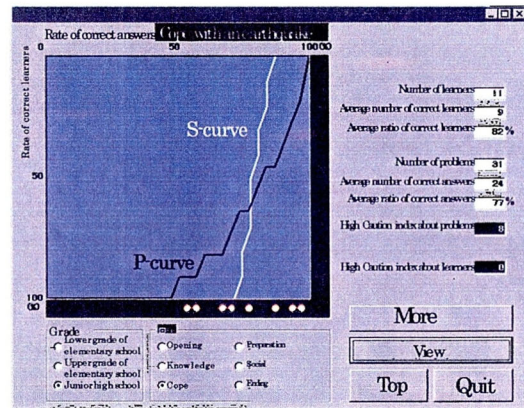 Rate of correct answers Cope with an earthquake
0 50 100
Rate of correct learners
S-curve
50
P-curve
100
Number of learners 11
Average number of correct learners 9
Average ratio of correct learners 82 %
Number of problems 31
Average number of correct answers 24
Average ratio of correct answers 77 %
High Caution index about problems 8
High Caution index about learners 0
More
View
Top Quit
Grade
Lower grade of
elementary school
Upper grade of
elementary school
Junior high school
Opening Preparation
Knowledge Social
Cope Ending